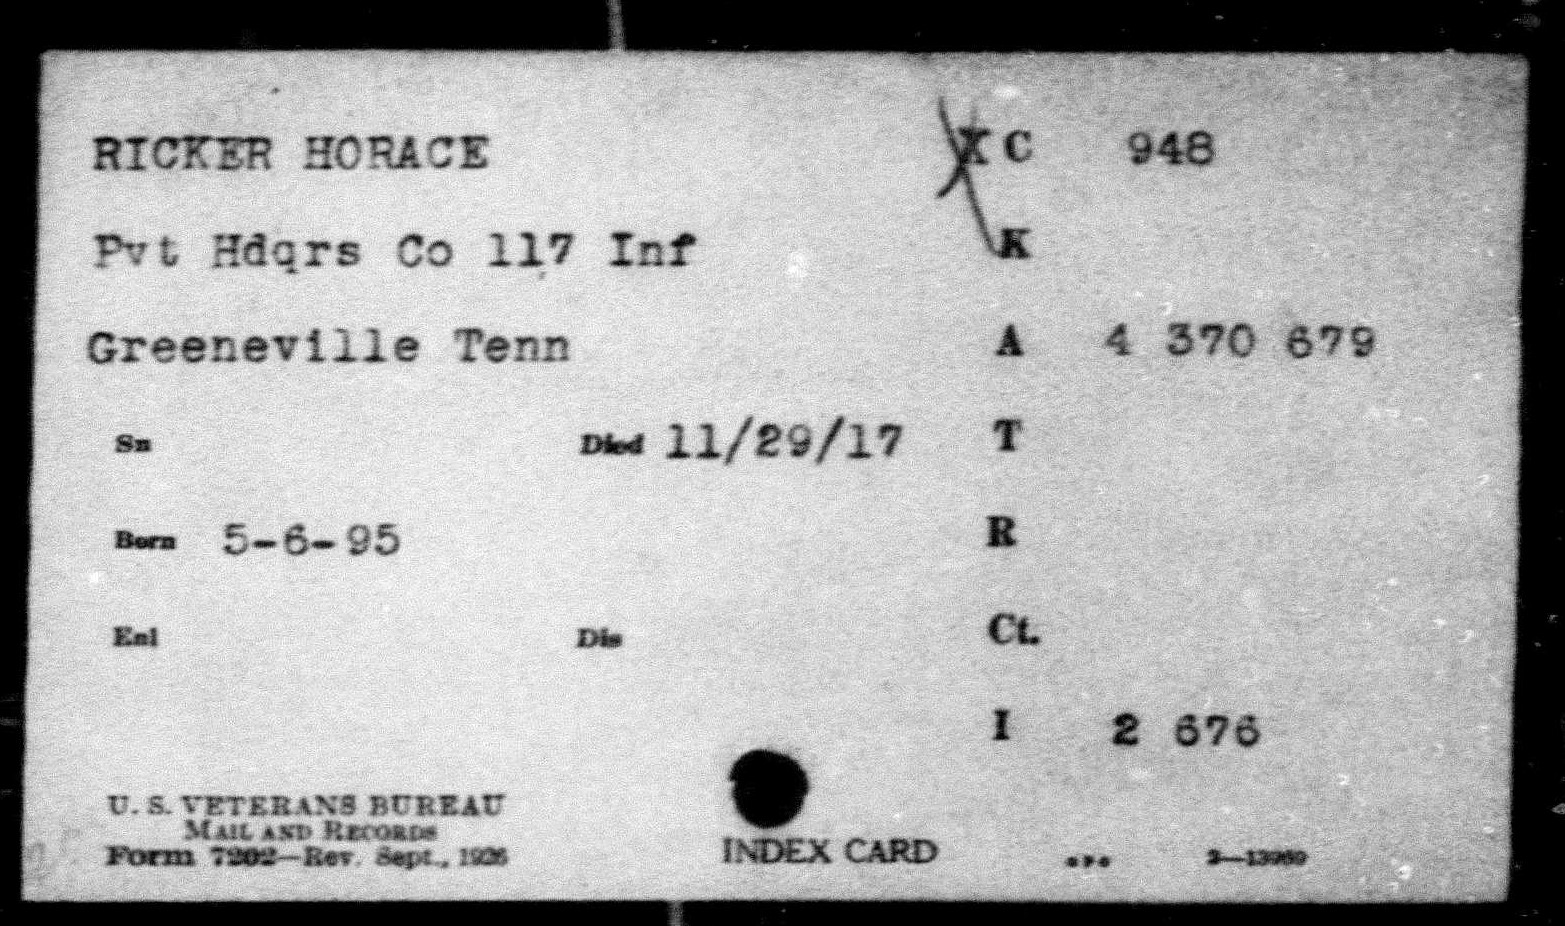 RICKER HORACE XC 948
Pvt Hdqrs Co 117 Inf K
Greeneville Tenn A 4 370 679
Sn Died 11/29/17 T
Born 5-6-95 R
Enl Dis Ct.
I 2 676
U. S. VETERANS BUREAU
MAIL AND RECORDS
Form 7202—Rev. Sept., 1926 INDEX CARD GPO